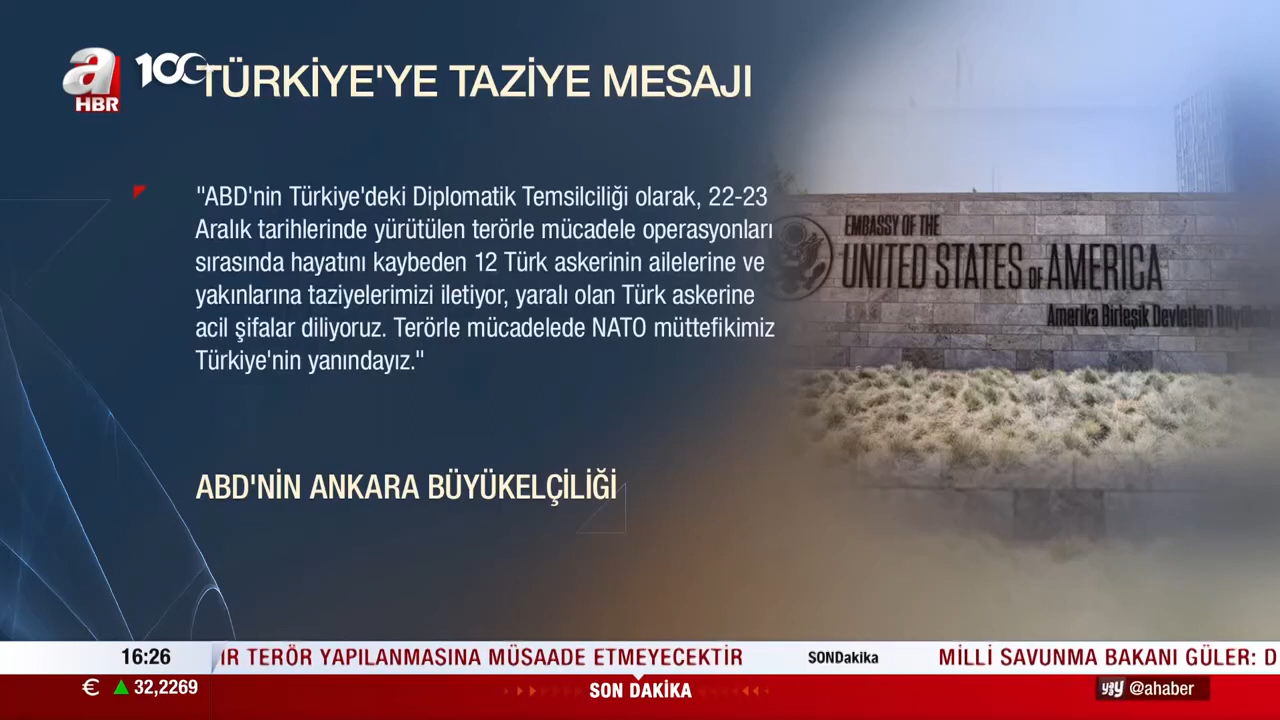 a
HBR
100
TÜRKİYE'YE TAZİYE MESAJI
"ABD'nin Türkiye'deki Diplomatik Temsilciliği olarak, 22-23
Aralık tarihlerinde yürütülen terörle mücadele operasyonları
sırasında hayatını kaybeden 12 Türk askerinin ailelerine ve
yakınlarına taziyelerimizi iletiyor, yaralı olan Türk askerine
acil şifalar diliyoruz. Terörle mücadelede NATO müttefikimiz
Türkiye'nin yanındayız."
ABD'NİN ANKARA BÜYÜKELÇİLİĞİ
EMBASSY OF THE
UNITED STATES OF AMERICA
Amerika Birleşik Devletleri
16:26
TERÖR YAPILANMASINA MÜSAADE ETMEYECEKTİR
SONDakika
MİLLİ SAVUNMA BAKANI GÜLER: D
€ ▲ 32,2269
SON DAKİKA
@ahaber